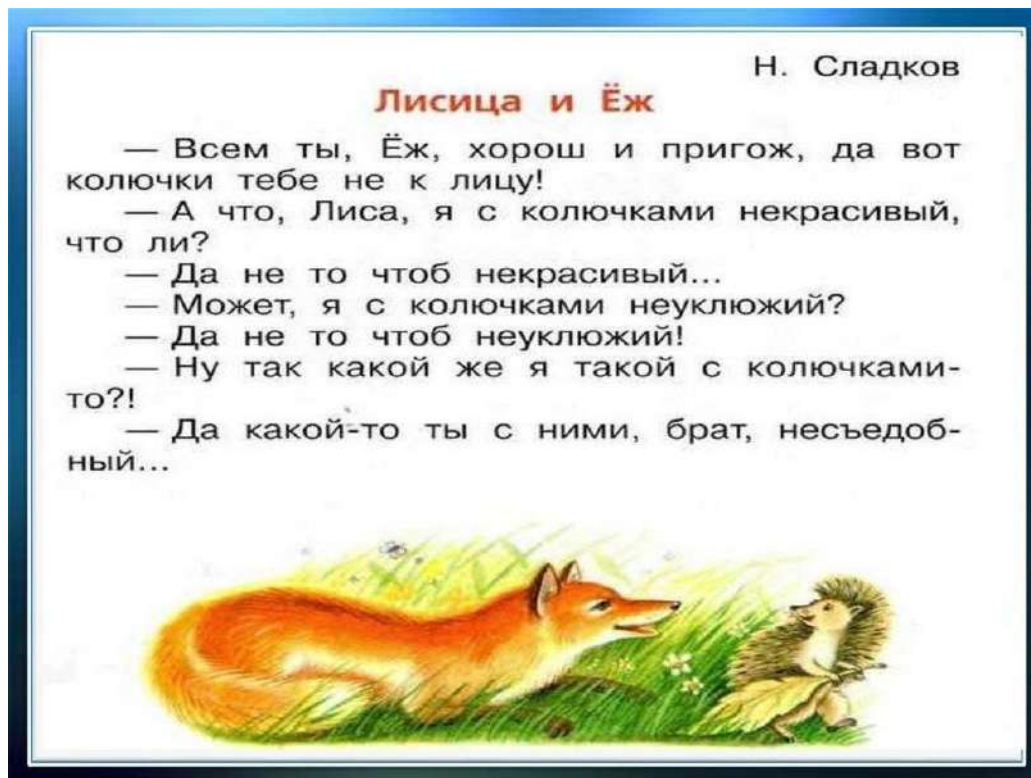 Н. Сладков
Лисица и Ёж
— Всем ты, Ёж, хорош и пригож, да вот
колючки тебе не к лицу!
— А что, Лиса, я с колючками некрасивый,
что ли?
— Да не то чтоб некрасивый...
— Может, я с колючками неуклюжий?
— Да не то чтоб неуклюжий!
— Ну так какой же я такой с колючками-
то?!
— Да какой-то ты с ними, брат, несъедоб-
ный...